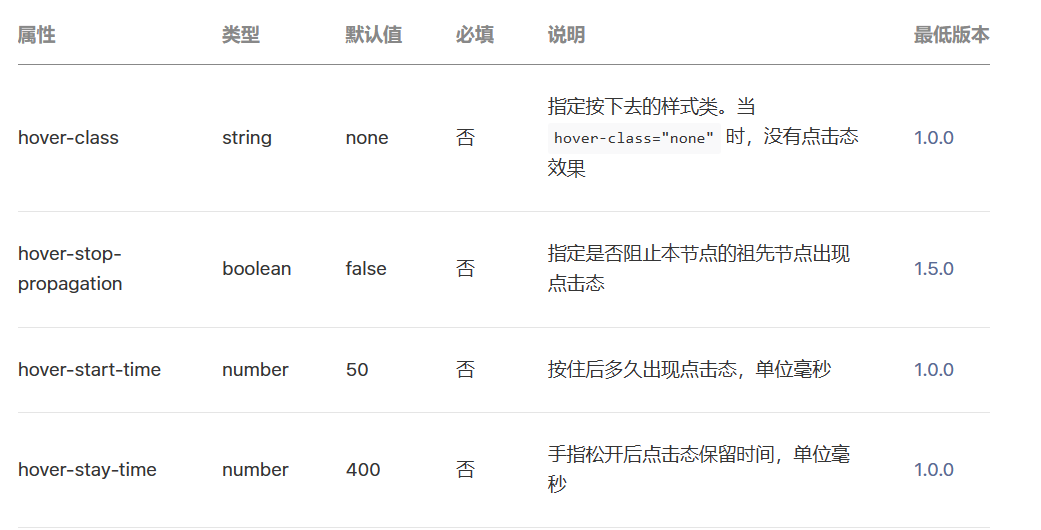 属性 类型 默认值 必填 说明 最低版本
hover-class string none 否 指定按下去的样式类。当 1.0.0
hover-class="none" 时，没有点击态
效果
hover-stop-
propagation boolean false 否 指定是否阻止本节点的祖先节点出现 1.5.0
点击态
hover-start-time number 50 否 按住后多久出现点击态，单位毫秒 1.0.0
hover-stay-time number 400 否 手指松开后点击态保留时间，单位毫 1.0.0
秒